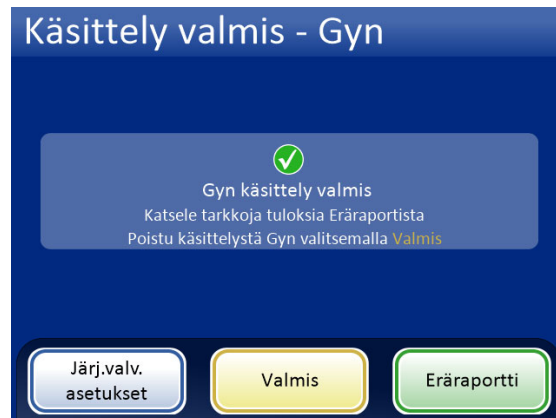 Käsittely valmis - Gyn
Gyn käsittely valmis
Katsele tarkkoja tuloksia Eräraportista
Poistu käsittelystä Gyn valitsemalla Valmis
Järj.valv.
asetukset
Valmis
Eräraportti